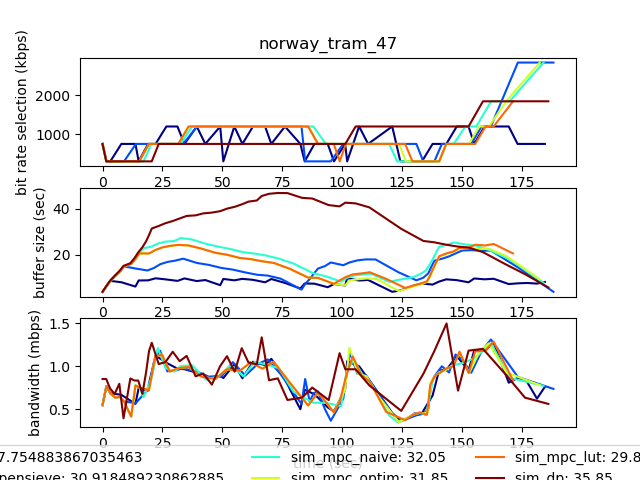 norway_tram_47
bit rate selection (kbps)
2000
1000
0 25 50 75 100 125 150 175
buffer size (sec)
40
20
0 25 50 75 100 125 150 175
bandwidth (mbps)
1.5
1.0
0.5
0 25 50 75 100 125 150 175
time (sec)
7.754883867035463 sim_mpc_naive: 32.05 sim_mpc_lut: 29.8
pensieve: 30.918489230862885 sim_mpc_optim: 31.85 sim_dp: 35.85